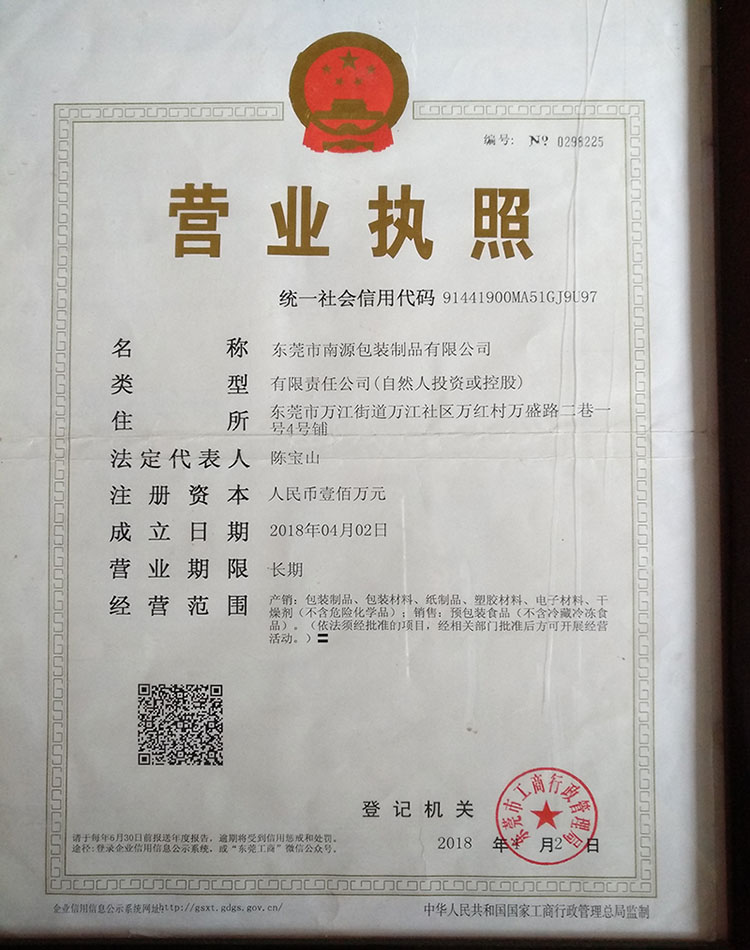 编号: № 0298225
营业执照
统一社会信用代码 91441900MA51GJ9U97
名称 东莞市南源包装制品有限公司
类型 有限责任公司(自然人投资或控股)
住所 东莞市万江街道万江社区万红村万盛路二巷一
号4号铺
法定代表人 陈宝山
注册资本 人民币壹佰万元
成立日期 2018年04月02日
营业期限 长期
经营范围 产销：包装制品、包装材料、纸制品、塑胶材料、电子材料、干
燥剂（不含危险化学品）；销售：预包装食品（不含冷藏冷冻食
品）。（依法须经批准的项目，经相关部门批准后方可开展经营
活动。）〓
登记机关
东莞市工商行政管理局
2018 年 月2 日
请于每年6月30日前报送年度报告，逾期将受到信用惩戒和处罚。
途径:登录企业信用信息公示系统，或“东莞工商”微信公众号。
企业信用信息公示系统网址:http://gsxt.gdgs.gov.cn/
中华人民共和国国家工商行政管理总局监制